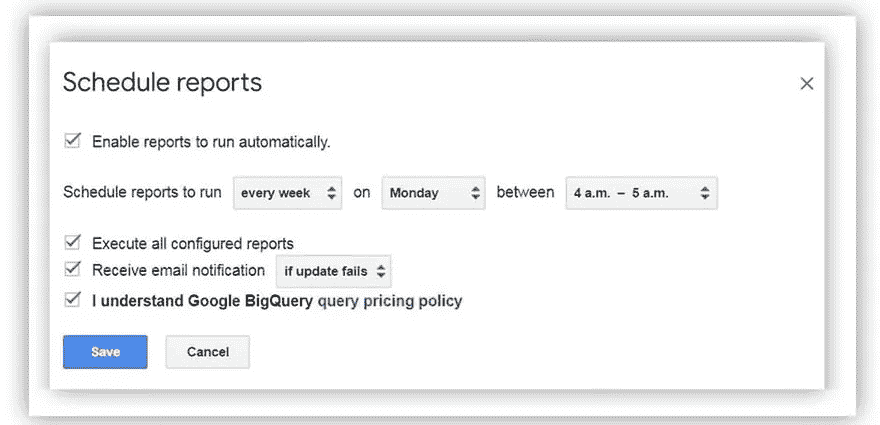 Schedule reports
Enable reports to run automatically.
Schedule reports to run every week on Monday between 4 a.m. – 5 a.m.
Execute all configured reports
Receive email notification if update fails
I understand Google BigQuery query pricing policy
Save Cancel